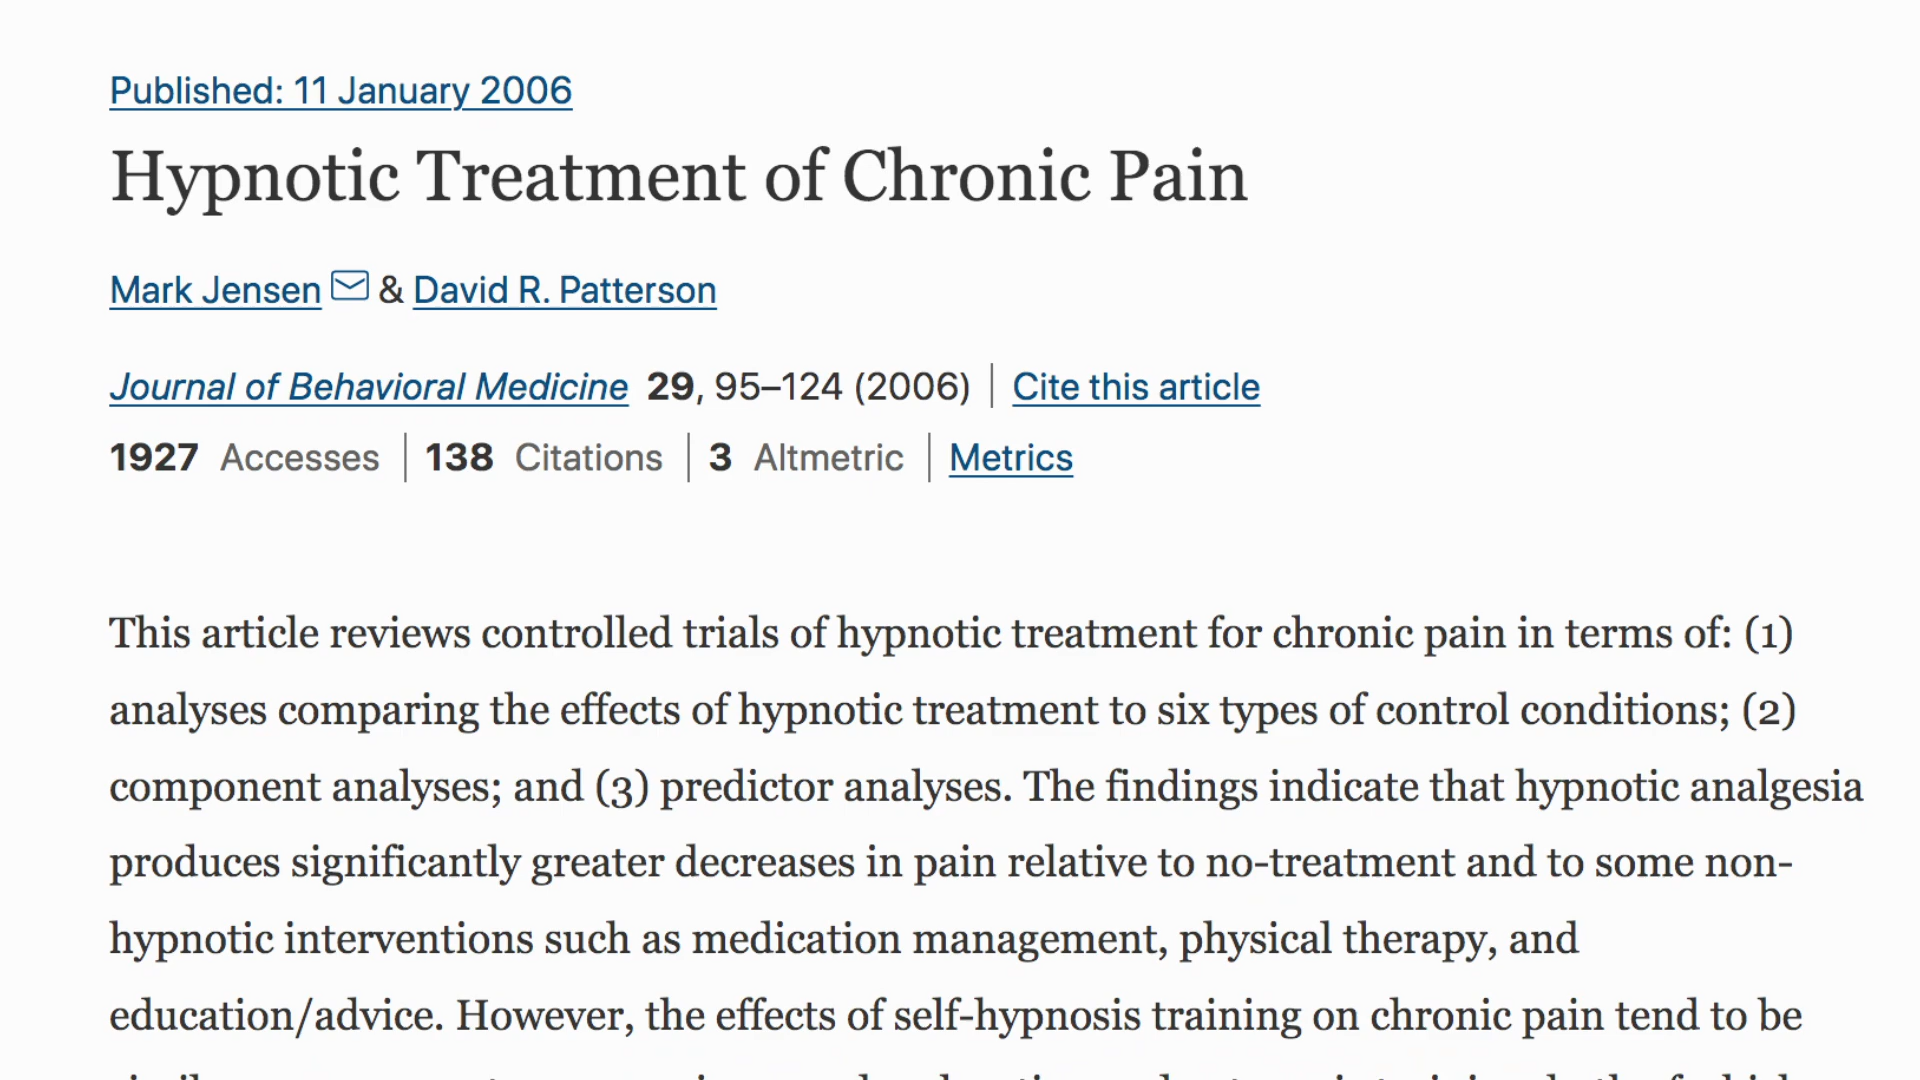 Published: 11 January 2006
Hypnotic Treatment of Chronic Pain
Mark Jensen & David R. Patterson
Journal of Behavioral Medicine 29, 95–124 (2006) | Cite this article
1927 Accesses | 138 Citations | 3 Altmetric | Metrics
This article reviews controlled trials of hypnotic treatment for chronic pain in terms of: (1)
analyses comparing the effects of hypnotic treatment to six types of control conditions; (2)
component analyses; and (3) predictor analyses. The findings indicate that hypnotic analgesia
produces significantly greater decreases in pain relative to no-treatment and to some non-
hypnotic interventions such as medication management, physical therapy, and
education/advice. However, the effects of self-hypnosis training on chronic pain tend to be